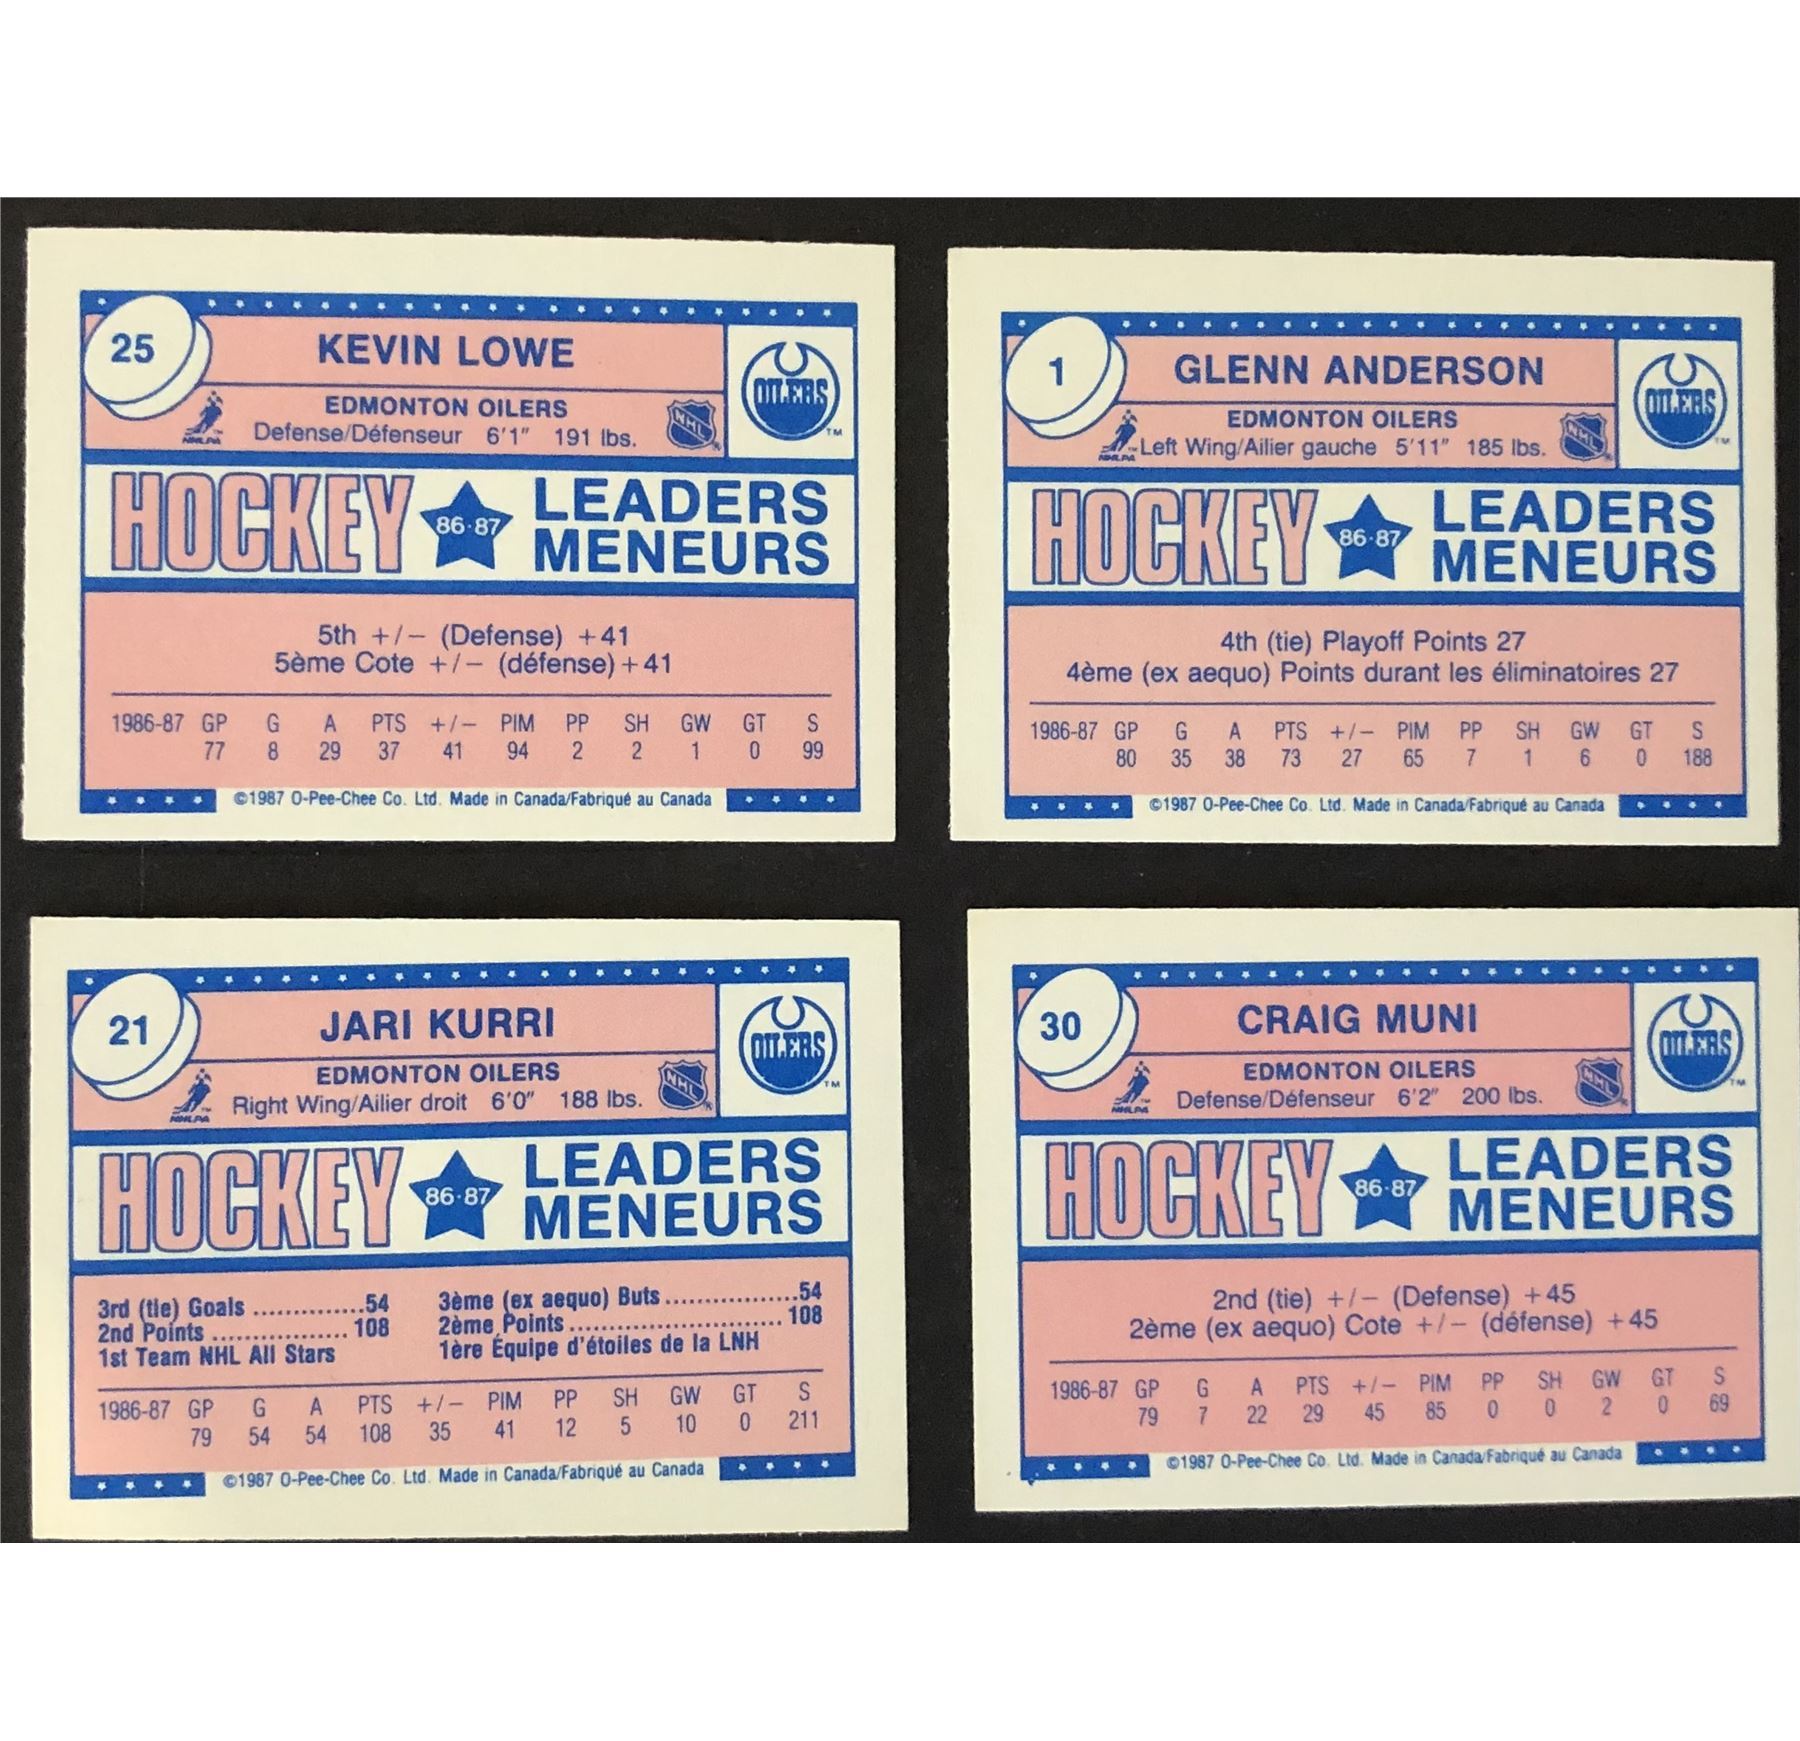 25
KEVIN LOWE
EDMONTON OILERS
Defense/Défenseur 6'1" 191 lbs.
NHLPA
NHL
OILERS
TM
HOCKEY 86·87 LEADERS
MENEURS
5th +/− (Defense) +41
5ème Cote +/− (défense)+41
1986-87 GP G A PTS +/− PIM PP SH GW GT S
77 8 29 37 41 94 2 2 1 0 99
©1987 O-Pee-Chee Co. Ltd. Made in Canada/Fabriqué au Canada
1
GLENN ANDERSON
EDMONTON OILERS
Left Wing/Ailier gauche 5'11" 185 lbs.
NHLPA
NHL
OILERS
TM
HOCKEY 86·87 LEADERS
MENEURS
4th (tie) Playoff Points 27
4ème (ex aequo) Points durant les éliminatoires 27
1986-87 GP G A PTS +/− PIM PP SH GW GT S
80 35 38 73 27 65 7 1 6 0 188
©1987 O-Pee-Chee Co. Ltd. Made in Canada/Fabriqué au Canada
21
JARI KURRI
EDMONTON OILERS
Right Wing/Ailier droit 6'0" 188 lbs.
NHLPA
NHL
OILERS
TM
HOCKEY 86·87 LEADERS
MENEURS
3rd (tie) Goals ..............54
2nd Points ................. 108
1st Team NHL All Stars
3ème (ex aequo) Buts .................54
2ème Points ........................... 108
1ère Équipe d'étoiles de la LNH
1986-87 GP G A PTS +/− PIM PP SH GW GT S
79 54 54 108 35 41 12 5 10 0 211
©1987 O-Pee-Chee Co. Ltd. Made in Canada/Fabriqué au Canada
30
CRAIG MUNI
EDMONTON OILERS
Defense/Défenseur 6'2" 200 lbs.
NHLPA
NHL
OILERS
TM
HOCKEY 86·87 LEADERS
MENEURS
2nd (tie) +/− (Defense) +45
2ème (ex aequo) Cote +/− (défense) +45
1986-87 GP G A PTS +/− PIM PP SH GW GT S
79 7 22 29 45 85 0 0 2 0 69
©1987 O-Pee-Chee Co. Ltd. Made in Canada/Fabriqué au Canada